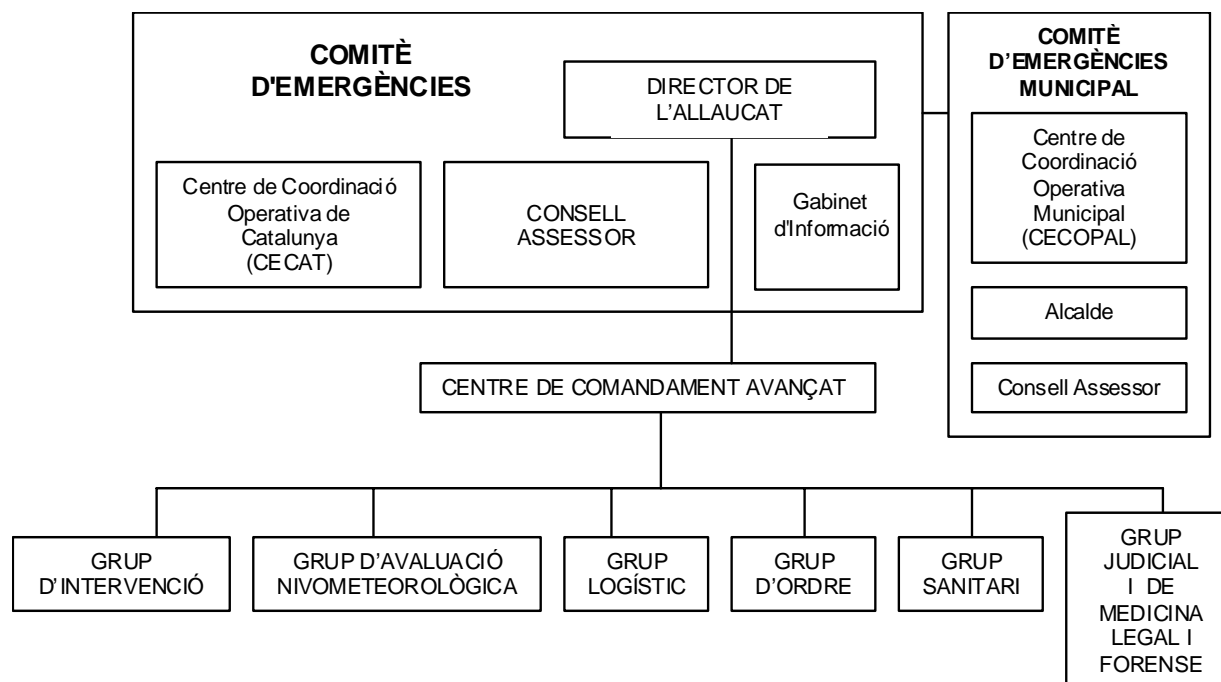 COMITÈ
D'EMERGÈNCIES
DIRECTOR DE
L'ALLAUCAT
Centre de Coordinació
Operativa de
Catalunya
(CECAT)
CONSELL
ASSESSOR
Gabinet
d'Informació
COMITÈ
D’EMERGÈNCIES
MUNICIPAL
Centre de
Coordinació
Operativa
Municipal
(CECOPAL)
Alcalde
Consell Assessor
CENTRE DE COMANDAMENT AVANÇAT
GRUP
D’INTERVENCIÓ
GRUP D’AVALUACIÓ
NIVOMETEOROLÒGICA
GRUP
LOGÍSTIC
GRUP
D’ORDRE
GRUP
SANITARI
GRUP
JUDICIAL
I DE
MEDICINA
LEGAL I
FORENSE